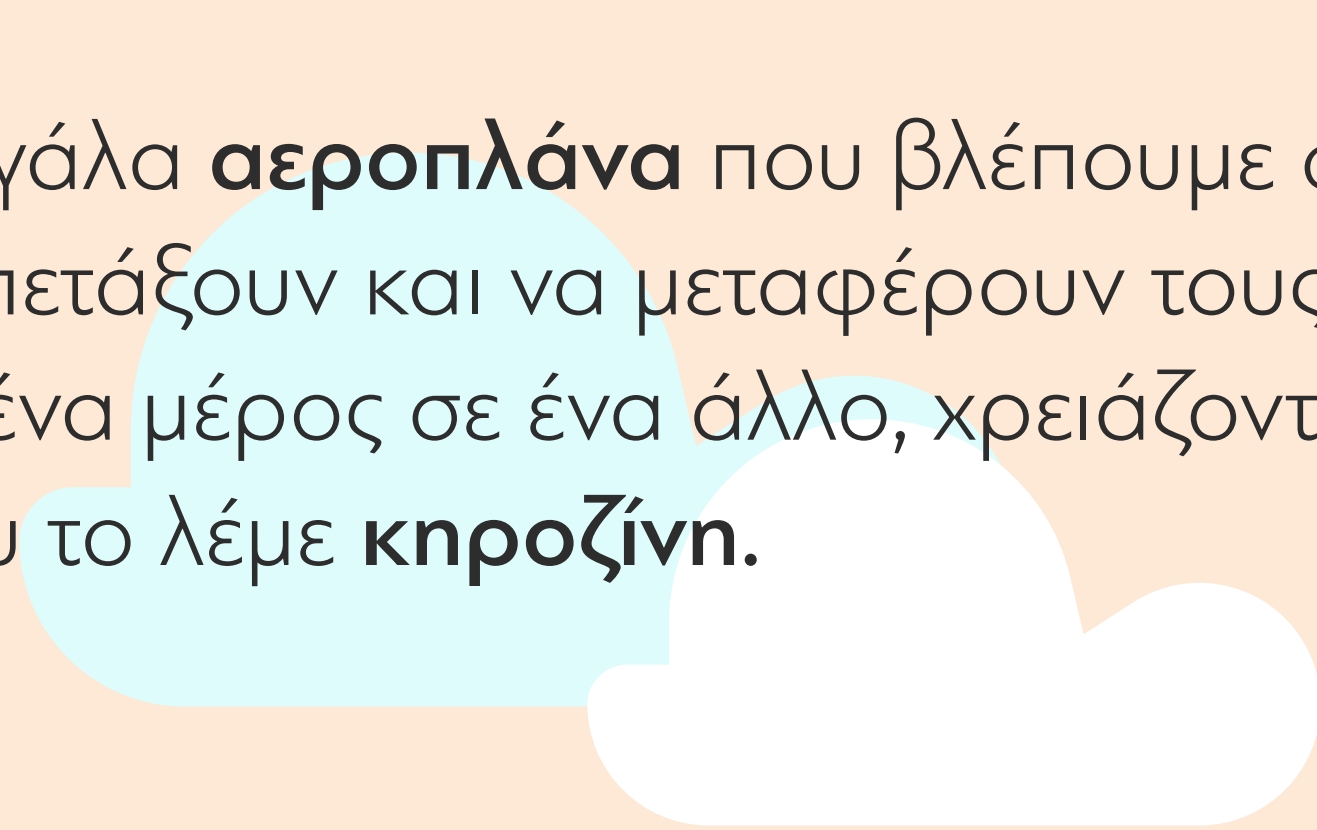 γάλα αεροπλάνα που βλέπουμε
πετάξουν και να μεταφέρουν τους
ένα μέρος σε ένα άλλο, χρειάζοντ
το λέμε κηροζίνη.